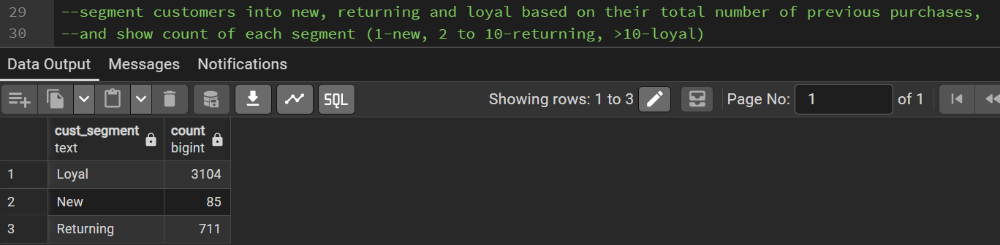 29 --segment customers into new, returning and loyal based on their total number of previous purchases,
30 --and show count of each segment (1-new, 2 to 10-returning, >10-loyal)
Data Output Messages Notifications
SQL Showing rows: 1 to 3 Page No: 1 of 1
cust_segment count
text bigint
1 Loyal 3104
2 New 85
3 Returning 711